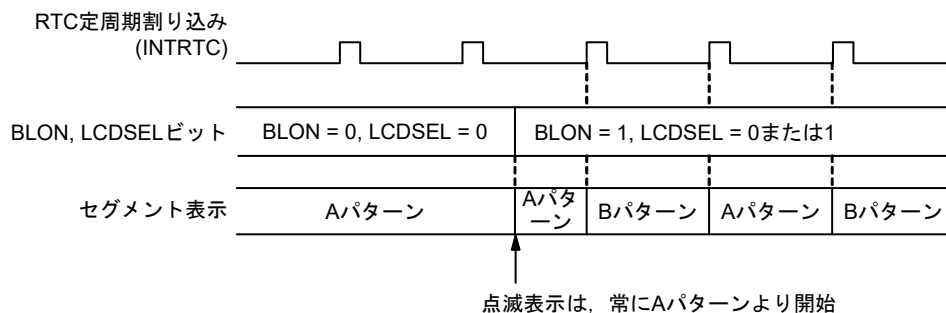 RTC定周期割り込み
(INTRTC)
BLON, LCDSELビット
BLON = 0, LCDSEL = 0
BLON = 1, LCDSEL = 0または1
セグメント表示
Aパターン
Aパタ
ーン
Bパターン
Aパターン
Bパターン
点滅表示は，常にAパターンより開始